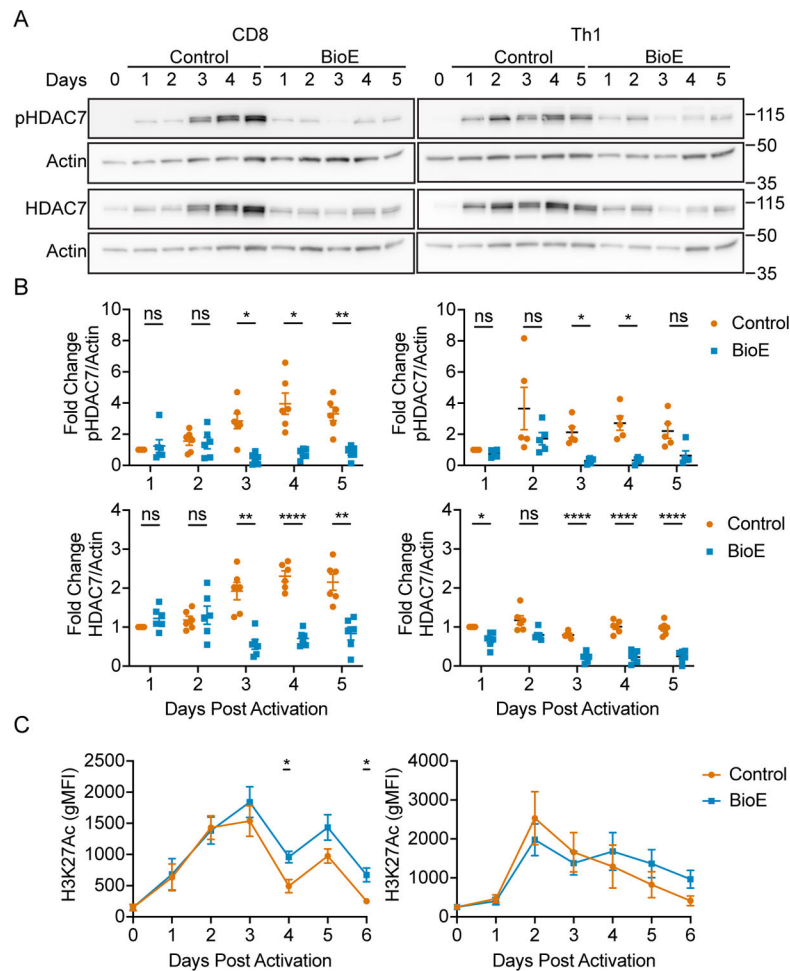 A
CD8 Th1
Control BioE Control BioE
Days 0 1 2 3 4 5 1 2 3 4 5 0 1 2 3 4 5 1 2 3 4 5
pHDAC7 –115
–50
Actin
–35
HDAC7 –115
–50
Actin
–35
B
10 ns ns * * ** 10 ns ns * * ns
8 8 Control
6 6 BioE
4 4
2 2
0 0
Fold Change
pHDAC7/Actin
Fold Change
pHDAC7/Actin
1 2 3 4 5 1 2 3 4 5
4 ns ns ** **** ** 4 * ns **** **** ****
3 3 Control
2 2 BioE
1 1
0 0
Fold Change
HDAC7/Actin
Fold Change
HDAC7/Actin
1 2 3 4 5 1 2 3 4 5
Days Post Activation Days Post Activation
C
2500 * * 4000 Control
2000 3000 BioE
1500 2000
1000 1000
500 0
0
H3K27Ac (gMFI) H3K27Ac (gMFI)
0 1 2 3 4 5 6 0 1 2 3 4 5 6
Days Post Activation Days Post Activation